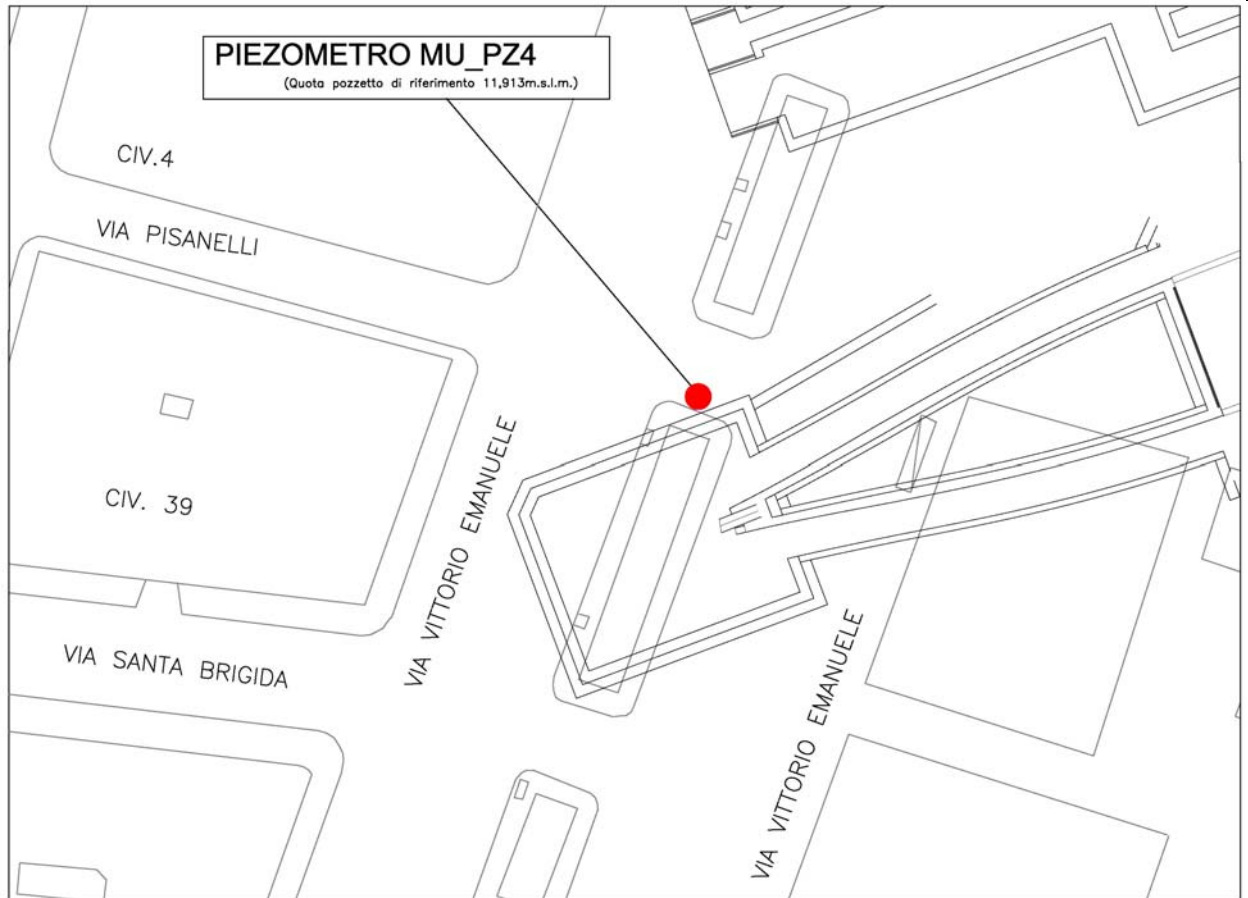 PIEZOMETRO MU_PZ4
(Quota pozzetto di riferimento 11,913m.s.l.m.)
CIV.4
VIA PISANELLI
CIV. 39
VIA VITTORIO EMANUELE
VIA SANTA BRIGIDA
VIA VITTORIO EMANUELE